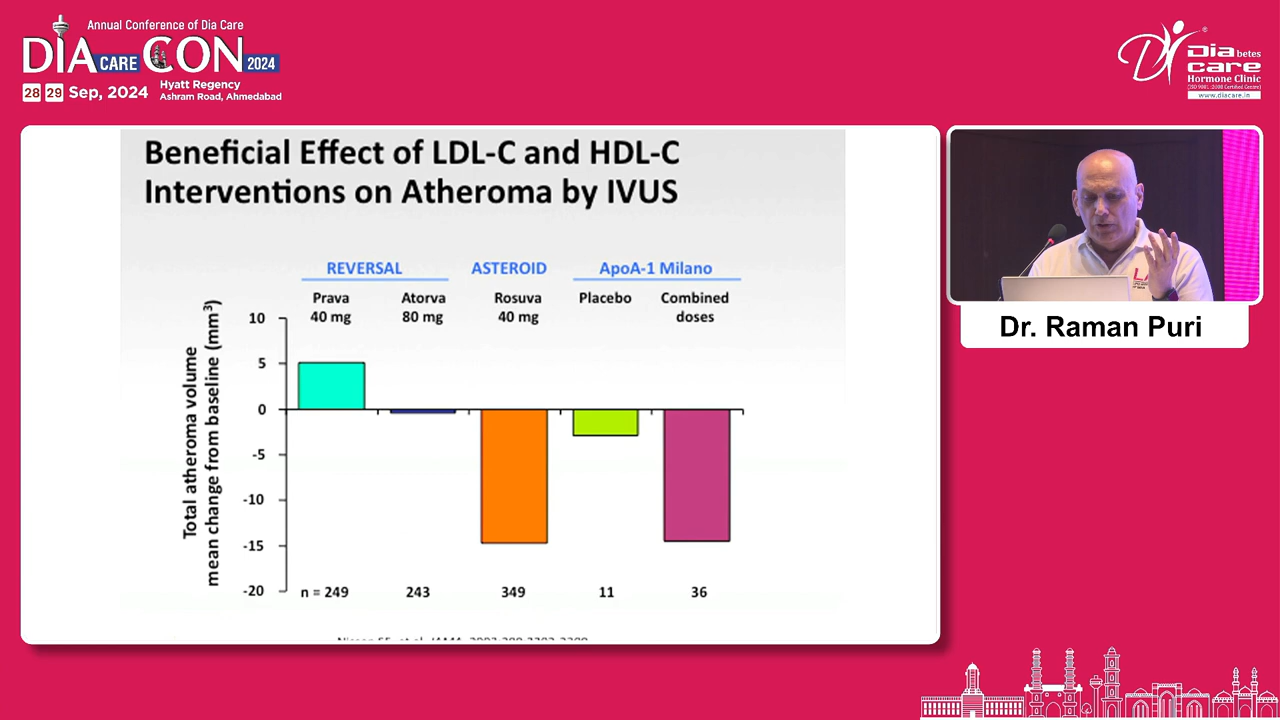 Annual Conference of Dia Care
DIA CARE CON 2024
28 29 Sep, 2024
Hyatt Regency
Ashram Road, Ahmedabad
Diabetes
care
Hormone Clinic
www.diacare.in
Beneficial Effect of LDL-C and HDL-C
Interventions on Atheroma by IVUS
REVERSAL ASTEROID ApoA-1 Milano
Prava Atorva Rosuva Placebo Combined
40 mg 80 mg 40 mg doses
Total atheroma volume
mean change from baseline (mm³)
10
5
0
-5
-10
-15
-20
n = 249 243 349 11 36
Dr. Raman Puri